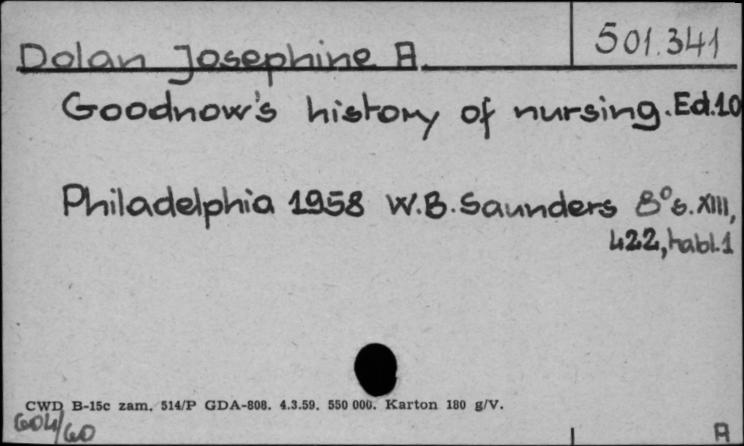 501.341
Dolan Josephine A.
Goodnow's history of nursing. Ed.10
Philadelphia 1958 W.B. Saunders 8° s. XIII,
422, tabl. 1
CWD B-15c zam. 514/P GDA-808. 4.3.59. 550 000. Karton 180 g/V.
604/60
A